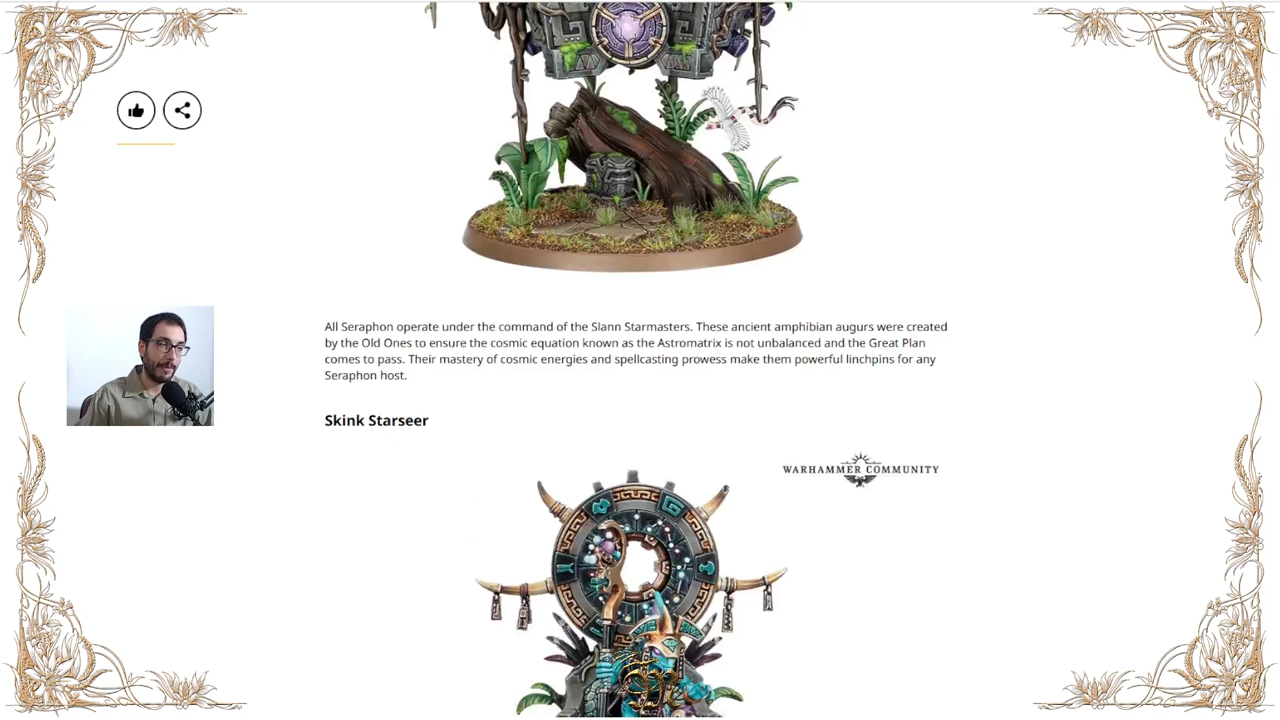 All Seraphon operate under the command of the Slann Starmasters. These ancient amphibian augurs were created
by the Old Ones to ensure the cosmic equation known as the Astromatrix is not unbalanced and the Great Plan
comes to pass. Their mastery of cosmic energies and spellcasting prowess make them powerful linchpins for any
Seraphon host.
Skink Starseer
WARHAMMER COMMUNITY